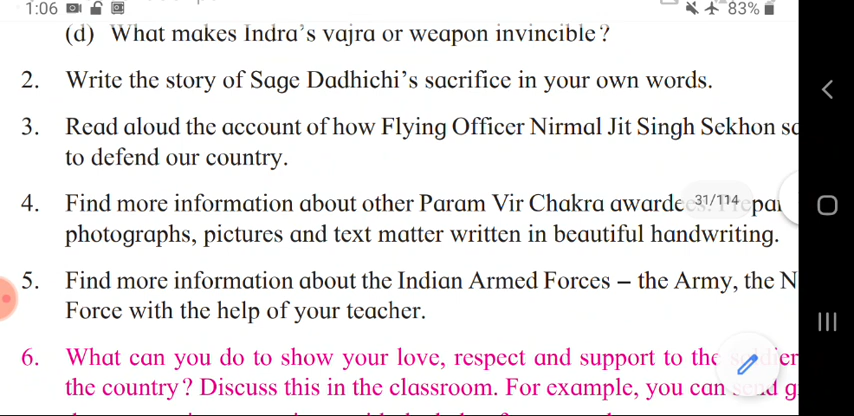 1:06 83%
(d) What makes Indra's vajra or weapon invincible?
2. Write the story of Sage Dadhichi's sacrifice in your own words.
3. Read aloud the account of how Flying Officer Nirmal Jit Singh Sekhon
to defend our country.
4. Find more information about other Param Vir Chakra 31/114
photographs, pictures and text matter written in beautiful handwriting.
5. Find more information about the Indian Armed Forces – the Army, the N
Force with the help of your teacher.
6. What can you do to show your love, respect and support to the
the country? Discuss this in the classroom. For example, you can